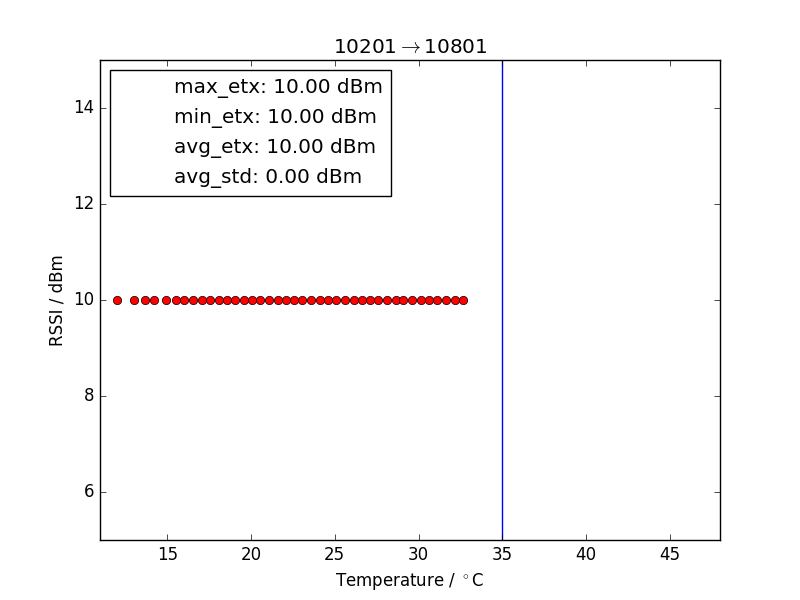 10201→10801
max_etx: 10.00 dBm
min_etx: 10.00 dBm
avg_etx: 10.00 dBm
avg_std: 0.00 dBm
RSSI / dBm
14
12
10
8
6
15 20 25 30 35 40 45
Temperature / °C